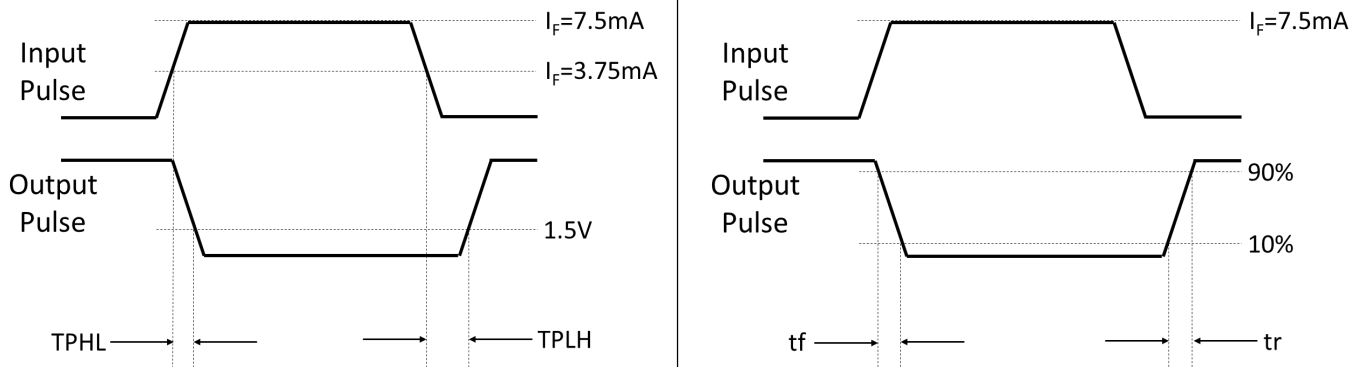 Input
Pulse
I_F=7.5mA
I_F=3.75mA
Output
Pulse
1.5V
TPHL
TPLH
Input
Pulse
I_F=7.5mA
Output
Pulse
90%
10%
tf
tr